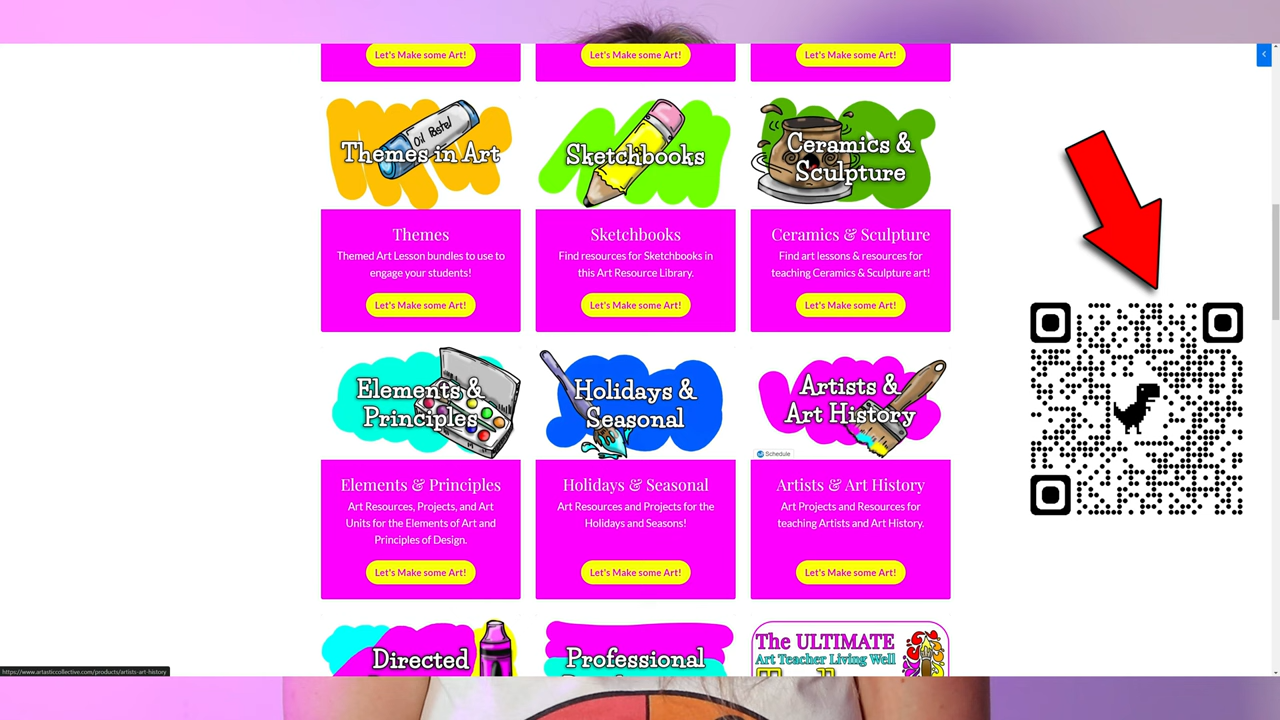 Let's Make some Art!
Let's Make some Art!
Let's Make some Art!
Oil Pastel
Themes in Art
Sketchbooks
Ceramics &
Sculpture
Themes
Themed Art Lesson bundles to use to
engage your students!
Let's Make some Art!
Sketchbooks
Find resources for Sketchbooks in
this Art Resource Library.
Let's Make some Art!
Ceramics & Sculpture
Find art lessons & resources for
teaching Ceramics & Sculpture art!
Let's Make some Art!
Elements &
Principles
Holidays &
Seasonal
Artists &
Art History
Schedule
Elements & Principles
Art Resources, Projects, and Art
Units for the Elements of Art and
Principles of Design.
Let's Make some Art!
Holidays & Seasonal
Art Resources and Projects for the
Holidays and Seasons!
Let's Make some Art!
Artists & Art History
Art Projects and Resources for
teaching Artists and Art History.
Let's Make some Art!
Directed
Professional
The ULTIMATE
Art Teacher Living Well
https://www.artasticcollective.com/products/artists-art-history